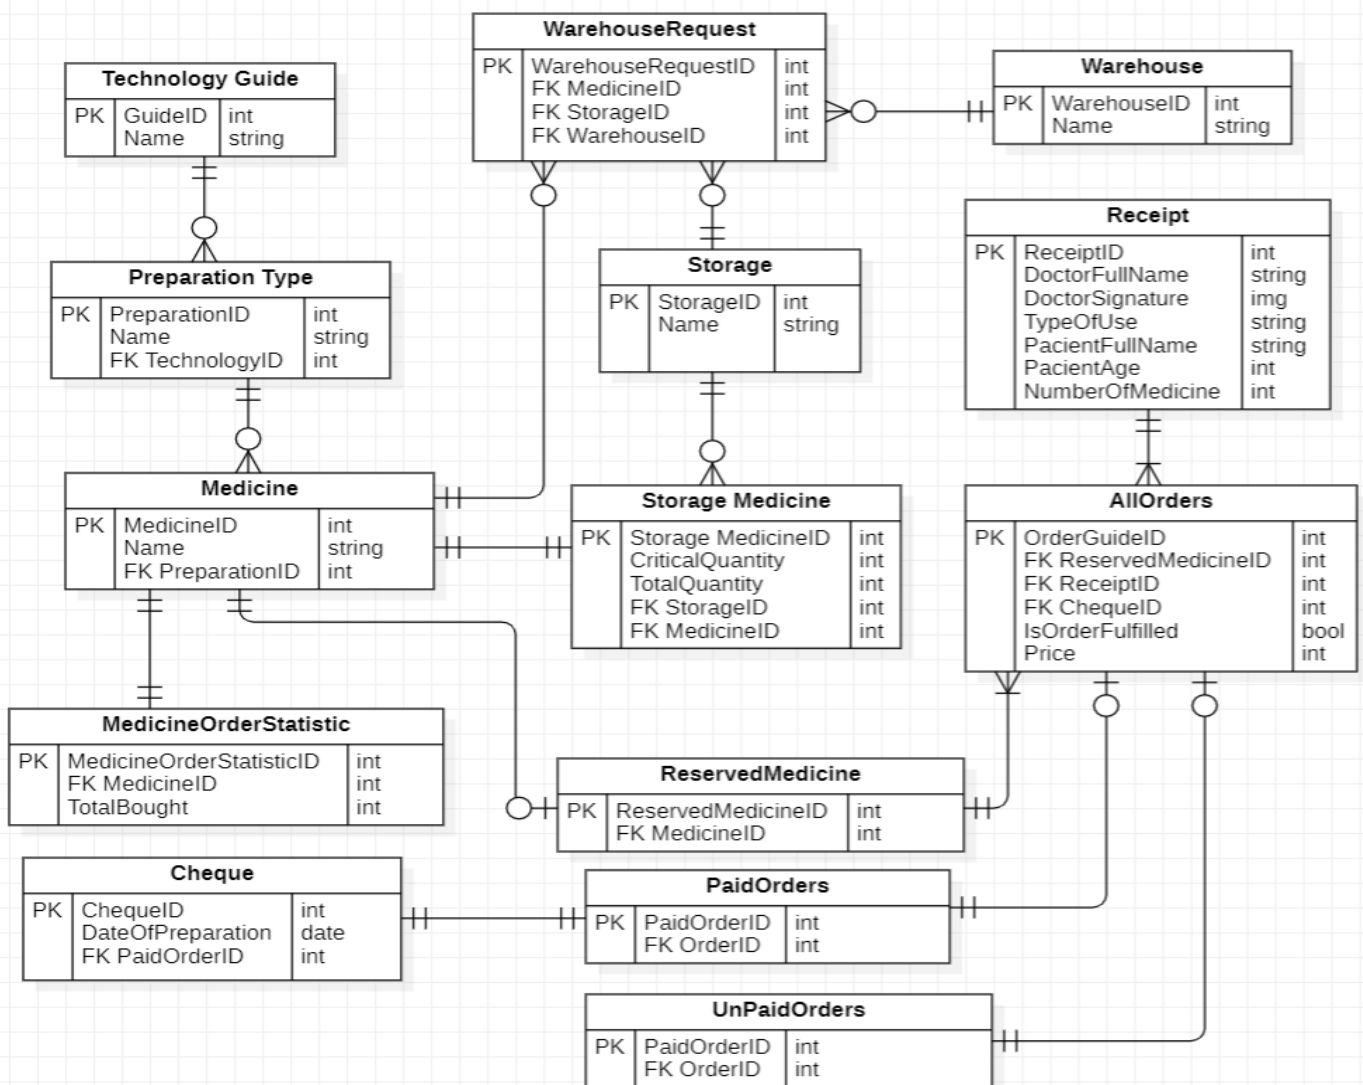 WarehouseRequest
PK WarehouseRequestID int
FK MedicineID int
FK StorageID int
FK WarehouseID int
Technology Guide
PK GuideID int
Name string
Warehouse
PK WarehouseID int
Name string
Receipt
PK ReceiptID int
DoctorFullName string
DoctorSignature img
TypeOfUse string
PacientFullName string
PacientAge int
NumberOfMedicine int
Preparation Type
PK PreparationID int
Name string
FK TechnologyID int
Storage
PK StorageID int
Name string
Medicine
PK MedicineID int
Name string
FK PreparationID int
Storage Medicine
PK Storage MedicineID int
CriticalQuantity int
TotalQuantity int
FK StorageID int
FK MedicineID int
AllOrders
PK OrderGuideID int
FK ReservedMedicineID int
FK ReceiptID int
FK ChequeID int
IsOrderFulfilled bool
Price int
MedicineOrderStatistic
PK MedicineOrderStatisticID int
FK MedicineID int
TotalBought int
ReservedMedicine
PK ReservedMedicineID int
FK MedicineID int
Cheque
PK ChequeID int
DateOfPreparation date
FK PaidOrderID int
PaidOrders
PK PaidOrderID int
FK OrderID int
UnPaidOrders
PK PaidOrderID int
FK OrderID int